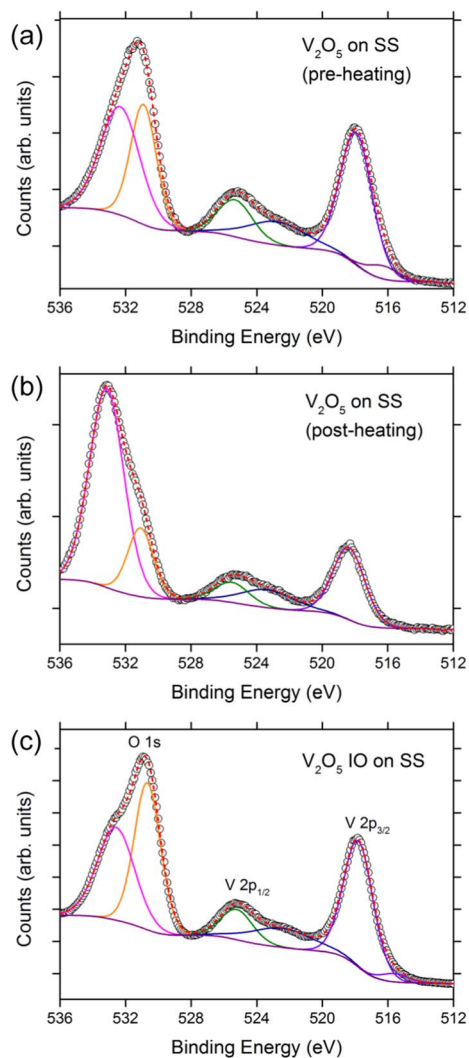 (a)
V₂O₅ on SS
(pre-heating)
Counts (arb. units)
536 532 528 524 520 516 512
Binding Energy (eV)
(b)
V₂O₅ on SS
(post-heating)
Counts (arb. units)
536 532 528 524 520 516 512
Binding Energy (eV)
(c)
O 1s
V₂O₅ IO on SS
V 2p₃/₂
V 2p₁/₂
Counts (arb. units)
536 532 528 524 520 516 512
Binding Energy (eV)